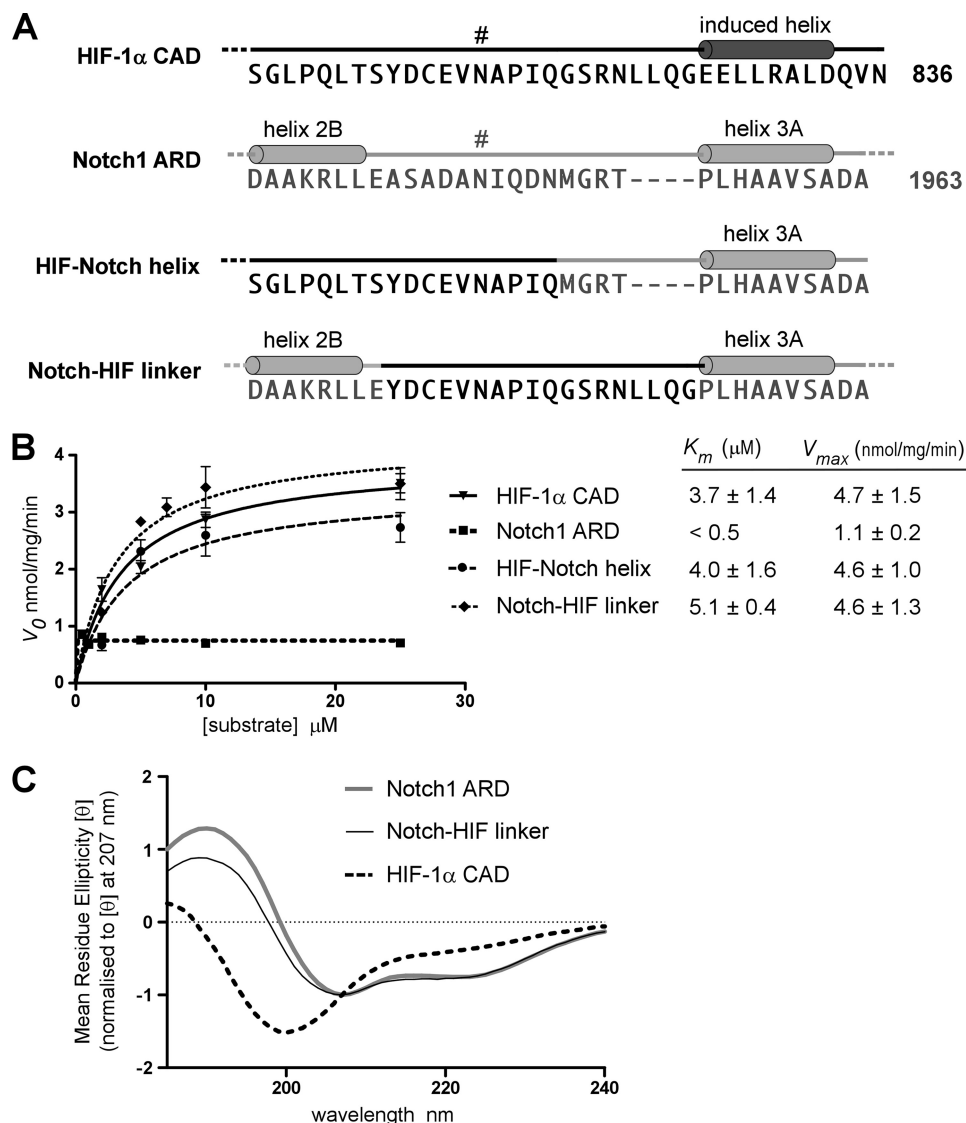 A
induced helix
#
HIF-1α CAD
SGLPQLTSYDCEVNAPIQGSRNLLQGEELLRALDQVN 836
helix 2B # helix 3A
Notch1 ARD
DAAKRLLEASADANIQDNMGRT----PLHAAVSADA 1963
helix 3A
HIF-Notch helix
SGLPQLTSYDCEVNAPIQMGRT----PLHAAVSADA
helix 2B helix 3A
Notch-HIF linker
DAAKRLLEYDCEVNAPIQGSRNLLQGPLHAAVSADA
B
V0 nmol/mg/min
4
3
2
1
0
0 10 20 30
[substrate] μM
Km (μM) Vmax (nmol/mg/min)
HIF-1α CAD 3.7 ± 1.4 4.7 ± 1.5
Notch1 ARD < 0.5 1.1 ± 0.2
HIF-Notch helix 4.0 ± 1.6 4.6 ± 1.0
Notch-HIF linker 5.1 ± 0.4 4.6 ± 1.3
C
Mean Residue Ellipticity [θ]
(normalised to [θ] at 207 nm)
2
1
0
-1
-2
Notch1 ARD
Notch-HIF linker
HIF-1α CAD
200 220 240
wavelength nm